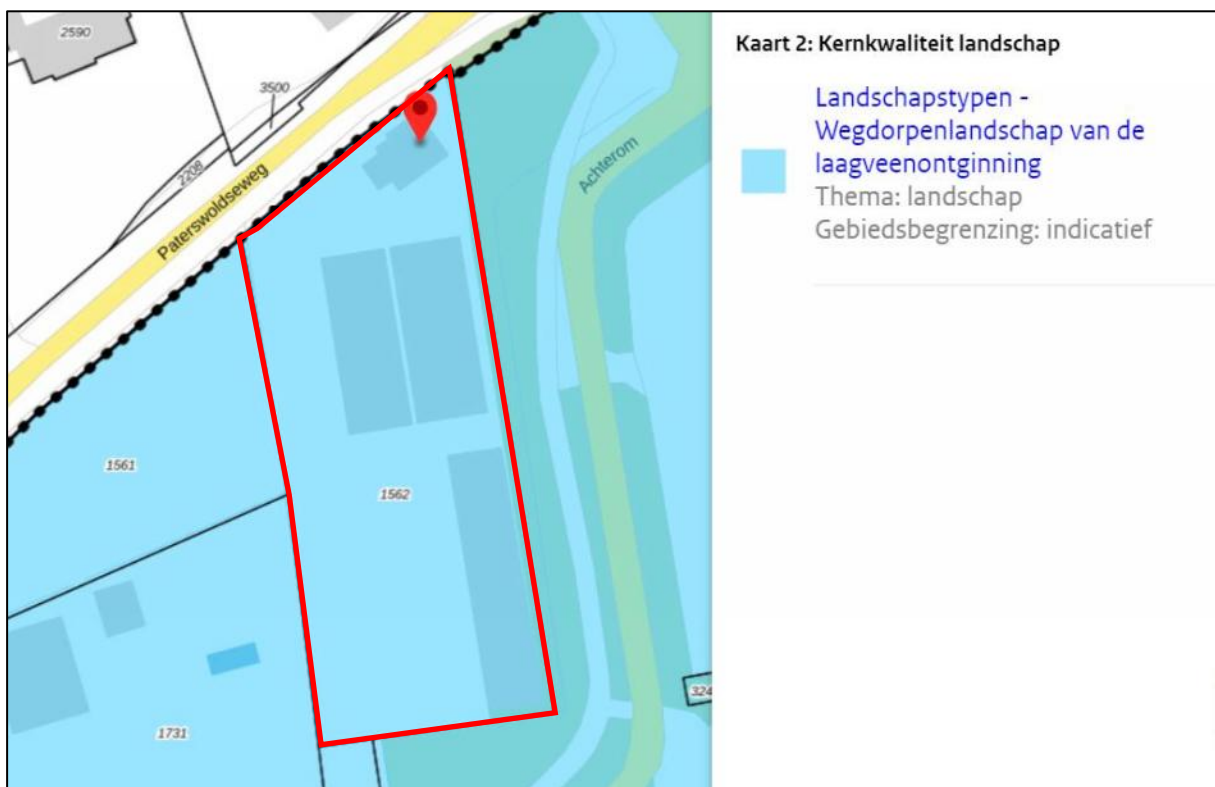 2590
3500
2208
Paterswoldseweg
Achterom
1561
1562
1731
324
Kaart 2: Kernkwaliteit landschap
Landschapstypen -
Wegdorpenlandschap van de
laagveenontginning
Thema: landschap
Gebiedsbegrenzing: indicatief